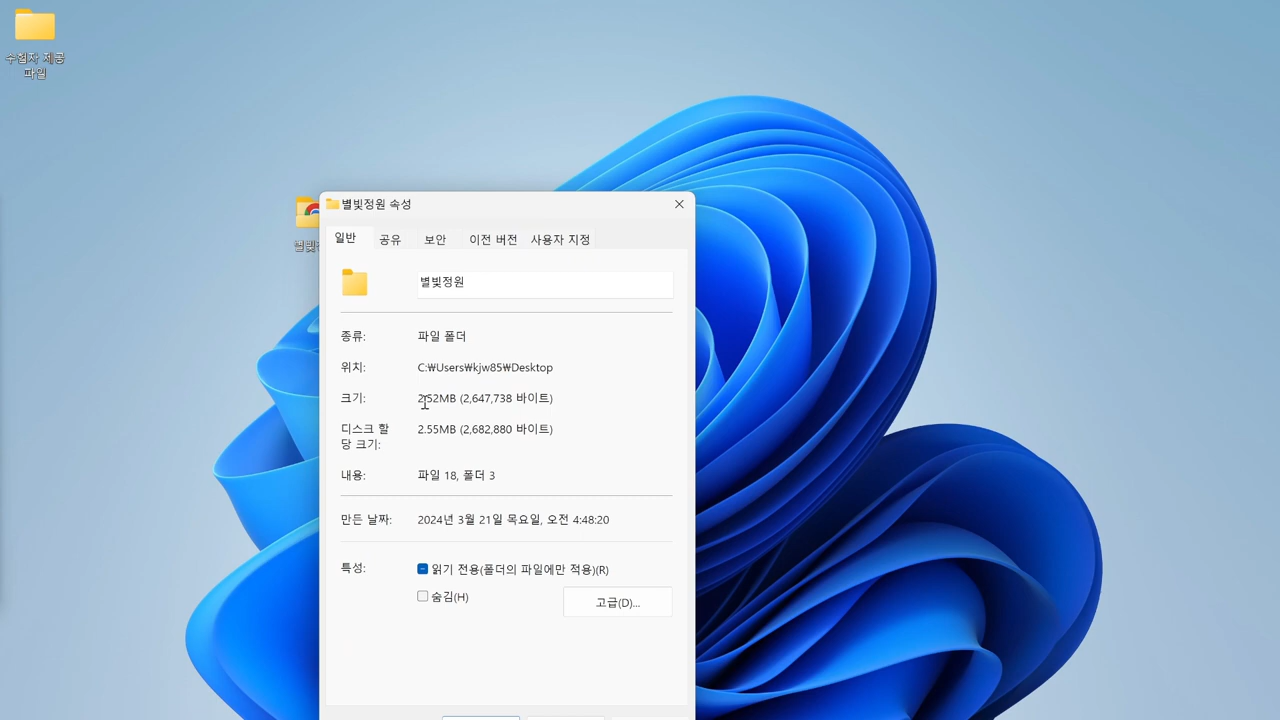 수험자 제공
파일
별빛정원 속성
일반 공유 보안 이전 버전 사용자 지정
별빛정원
종류: 파일 폴더
위치: C:₩Users₩kjw85₩Desktop
크기: 2.52MB (2,647,738 바이트)
디스크 할
당 크기: 2.55MB (2,682,880 바이트)
내용: 파일 18, 폴더 3
만든 날짜: 2024년 3월 21일 목요일, 오전 4:48:20
특성: 읽기 전용(폴더의 파일에만 적용)(R)
숨김(H)
고급(D)...